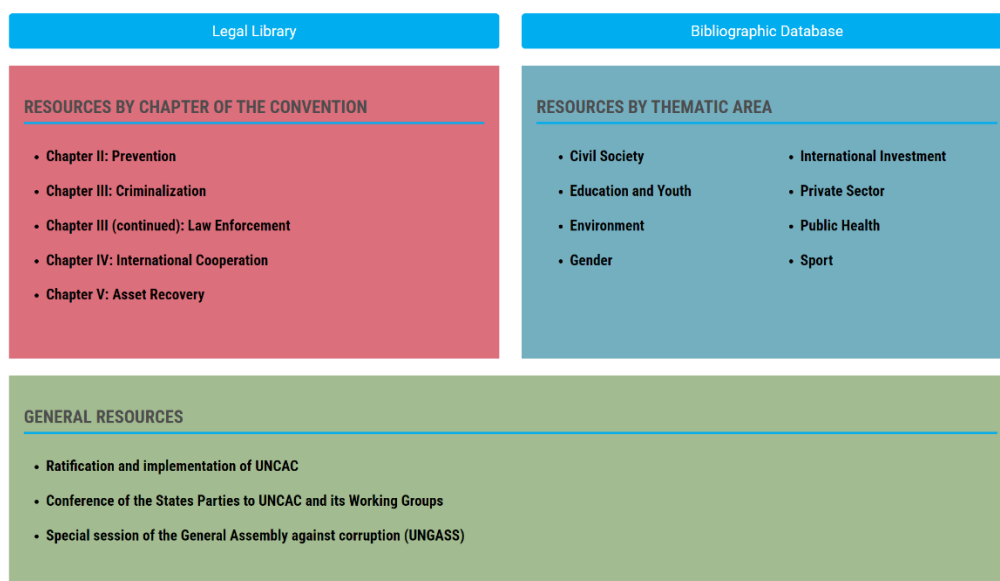 Legal Library
Bibliographic Database
RESOURCES BY CHAPTER OF THE CONVENTION
• Chapter II: Prevention
• Chapter III: Criminalization
• Chapter III (continued): Law Enforcement
• Chapter IV: International Cooperation
• Chapter V: Asset Recovery
RESOURCES BY THEMATIC AREA
• Civil Society
• Education and Youth
• Environment
• Gender
• International Investment
• Private Sector
• Public Health
• Sport
GENERAL RESOURCES
• Ratification and implementation of UNCAC
• Conference of the States Parties to UNCAC and its Working Groups
• Special session of the General Assembly against corruption (UNGASS)